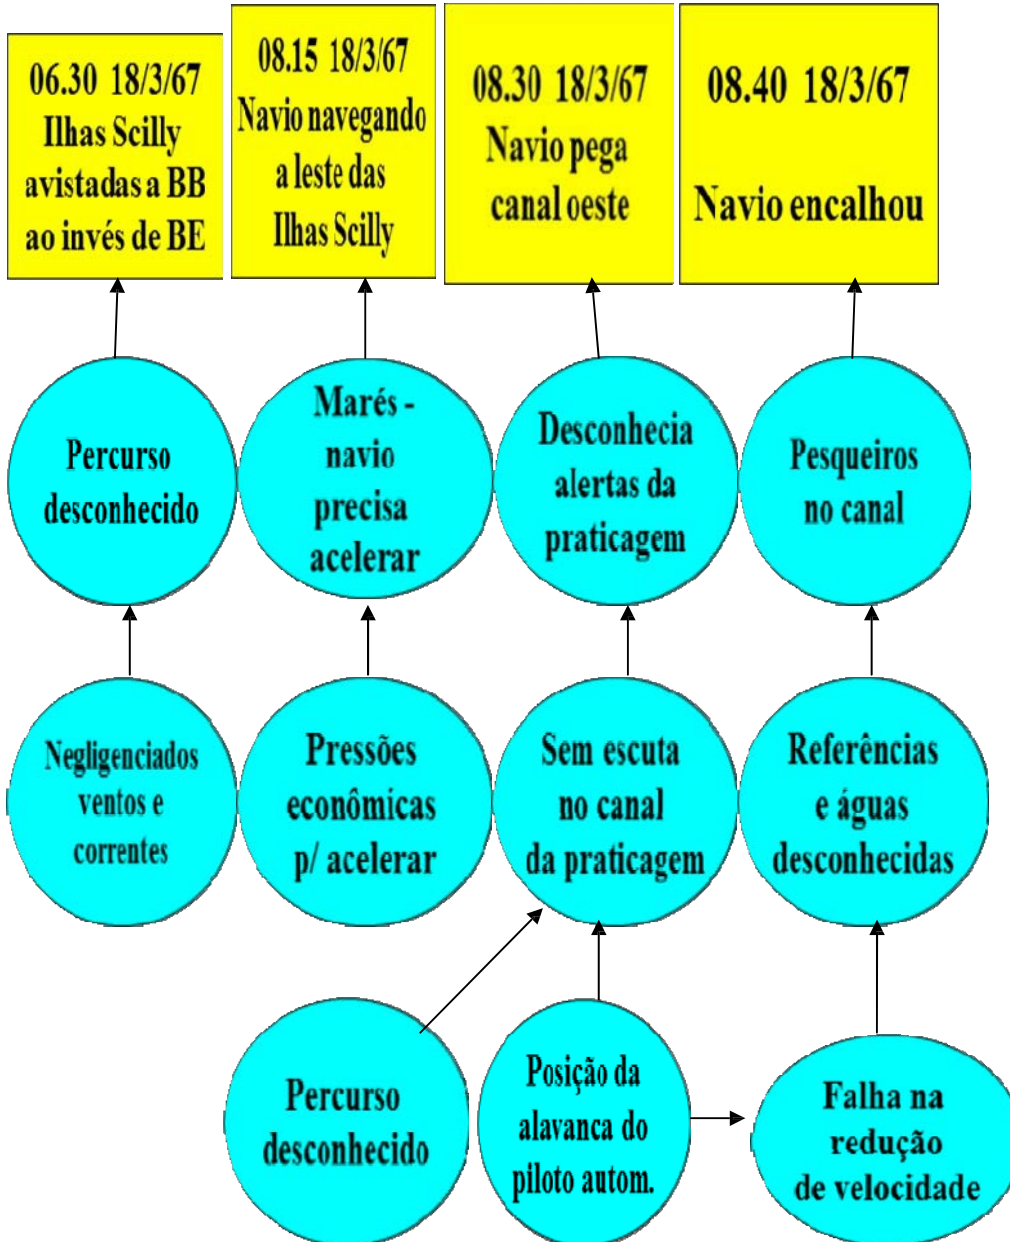 06.30 18/3/67
Ilhas Scilly
avistadas a BB
ao invés de BE
08.15 18/3/67
Navio navegando
a leste das
Ilhas Scilly
08.30 18/3/67
Navio pega
canal oeste
08.40 18/3/67
Navio encalhou
Percurso
desconhecido
Marés -
navio
precisa
acelerar
Desconhecia
alertas da
praticagem
Pesqueiros
no canal
Negligenciados
ventos e
correntes
Pressões
econômicas
p/ acelerar
Sem escuta
no canal
da praticagem
Referências
e águas
desconhecidas
Percurso
desconhecido
Posição da
alavanca do
piloto autom.
Falha na
redução
de velocidade